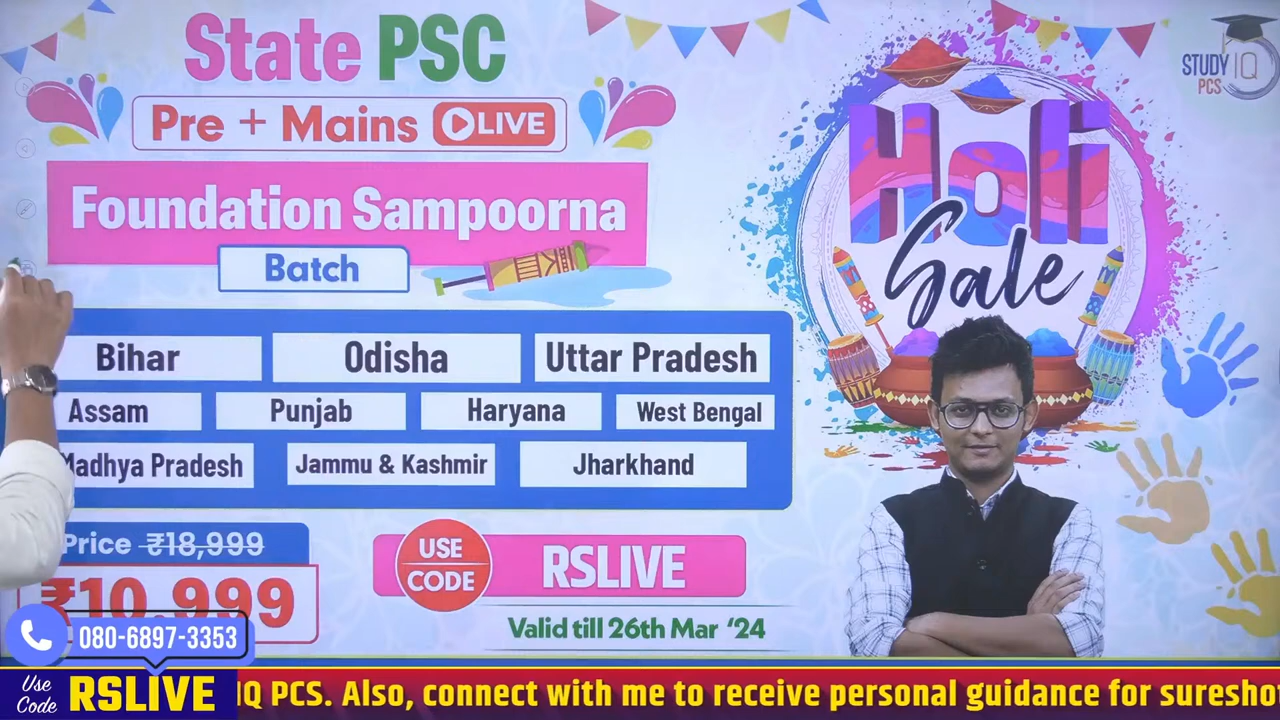 State PSC
Pre + Mains LIVE
Foundation Sampoorna
Batch
Bihar
Odisha
Uttar Pradesh
Assam
Punjab
Haryana
West Bengal
Madhya Pradesh
Jammu & Kashmir
Jharkhand
Price ₹18,999
₹10,999
USE CODE
RSLIVE
Valid till 26th Mar '24
STUDY IQ
PCS
Holi
Sale
080-6897-3353
Use Code RSLIVE
IQ PCS. Also, connect with me to receive personal guidance for puresho